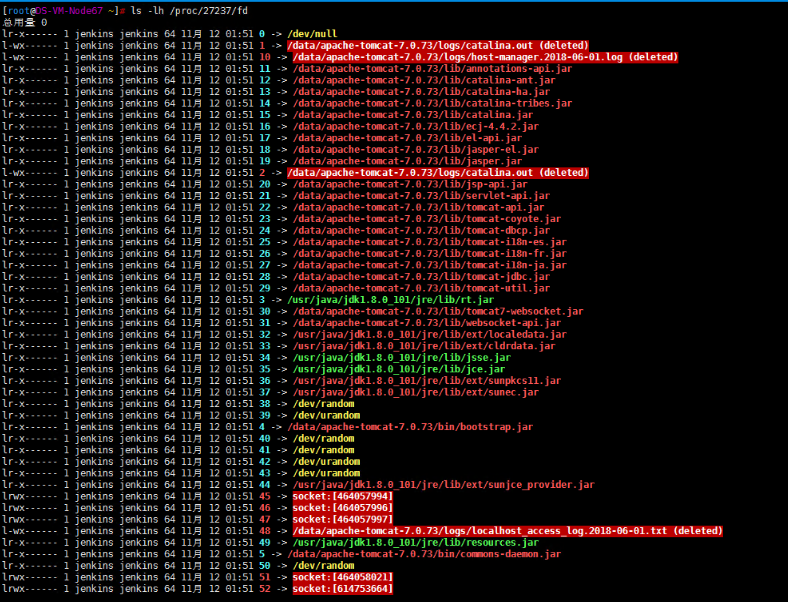 [root@DS-VM-Node67 ~]# ls -lh /proc/27237/fd
总用量 0
lr-x------ 1 jenkins jenkins 64 11月 12 01:51 0 -> /dev/null
l-wx------ 1 jenkins jenkins 64 11月 12 01:51 1 -> /data/apache-tomcat-7.0.73/logs/catalina.out (deleted)
l-wx------ 1 jenkins jenkins 64 11月 12 01:51 10 -> /data/apache-tomcat-7.0.73/logs/host-manager.2018-06-01.log (deleted)
lr-x------ 1 jenkins jenkins 64 11月 12 01:51 11 -> /data/apache-tomcat-7.0.73/lib/annotations-api.jar
lr-x------ 1 jenkins jenkins 64 11月 12 01:51 12 -> /data/apache-tomcat-7.0.73/lib/catalina-ant.jar
lr-x------ 1 jenkins jenkins 64 11月 12 01:51 13 -> /data/apache-tomcat-7.0.73/lib/catalina-ha.jar
lr-x------ 1 jenkins jenkins 64 11月 12 01:51 14 -> /data/apache-tomcat-7.0.73/lib/catalina-tribes.jar
lr-x------ 1 jenkins jenkins 64 11月 12 01:51 15 -> /data/apache-tomcat-7.0.73/lib/catalina.jar
lr-x------ 1 jenkins jenkins 64 11月 12 01:51 16 -> /data/apache-tomcat-7.0.73/lib/ecj-4.4.2.jar
lr-x------ 1 jenkins jenkins 64 11月 12 01:51 17 -> /data/apache-tomcat-7.0.73/lib/el-api.jar
lr-x------ 1 jenkins jenkins 64 11月 12 01:51 18 -> /data/apache-tomcat-7.0.73/lib/jasper-el.jar
lr-x------ 1 jenkins jenkins 64 11月 12 01:51 19 -> /data/apache-tomcat-7.0.73/lib/jasper.jar
l-wx------ 1 jenkins jenkins 64 11月 12 01:51 2 -> /data/apache-tomcat-7.0.73/logs/catalina.out (deleted)
lr-x------ 1 jenkins jenkins 64 11月 12 01:51 20 -> /data/apache-tomcat-7.0.73/lib/jsp-api.jar
lr-x------ 1 jenkins jenkins 64 11月 12 01:51 21 -> /data/apache-tomcat-7.0.73/lib/servlet-api.jar
lr-x------ 1 jenkins jenkins 64 11月 12 01:51 22 -> /data/apache-tomcat-7.0.73/lib/tomcat-api.jar
lr-x------ 1 jenkins jenkins 64 11月 12 01:51 23 -> /data/apache-tomcat-7.0.73/lib/tomcat-coyote.jar
lr-x------ 1 jenkins jenkins 64 11月 12 01:51 24 -> /data/apache-tomcat-7.0.73/lib/tomcat-dbcp.jar
lr-x------ 1 jenkins jenkins 64 11月 12 01:51 25 -> /data/apache-tomcat-7.0.73/lib/tomcat-i18n-es.jar
lr-x------ 1 jenkins jenkins 64 11月 12 01:51 26 -> /data/apache-tomcat-7.0.73/lib/tomcat-i18n-fr.jar
lr-x------ 1 jenkins jenkins 64 11月 12 01:51 27 -> /data/apache-tomcat-7.0.73/lib/tomcat-i18n-ja.jar
lr-x------ 1 jenkins jenkins 64 11月 12 01:51 28 -> /data/apache-tomcat-7.0.73/lib/tomcat-jdbc.jar
lr-x------ 1 jenkins jenkins 64 11月 12 01:51 29 -> /data/apache-tomcat-7.0.73/lib/tomcat-util.jar
lr-x------ 1 jenkins jenkins 64 11月 12 01:51 3 -> /usr/java/jdk1.8.0_101/jre/lib/rt.jar
lr-x------ 1 jenkins jenkins 64 11月 12 01:51 30 -> /data/apache-tomcat-7.0.73/lib/tomcat7-websocket.jar
lr-x------ 1 jenkins jenkins 64 11月 12 01:51 31 -> /data/apache-tomcat-7.0.73/lib/websocket-api.jar
lr-x------ 1 jenkins jenkins 64 11月 12 01:51 32 -> /usr/java/jdk1.8.0_101/jre/lib/ext/localedata.jar
lr-x------ 1 jenkins jenkins 64 11月 12 01:51 33 -> /usr/java/jdk1.8.0_101/jre/lib/ext/cldrdata.jar
lr-x------ 1 jenkins jenkins 64 11月 12 01:51 34 -> /usr/java/jdk1.8.0_101/jre/lib/jsse.jar
lr-x------ 1 jenkins jenkins 64 11月 12 01:51 35 -> /usr/java/jdk1.8.0_101/jre/lib/jce.jar
lr-x------ 1 jenkins jenkins 64 11月 12 01:51 36 -> /usr/java/jdk1.8.0_101/jre/lib/ext/sunpkcs11.jar
lr-x------ 1 jenkins jenkins 64 11月 12 01:51 37 -> /usr/java/jdk1.8.0_101/jre/lib/ext/sunec.jar
lr-x------ 1 jenkins jenkins 64 11月 12 01:51 38 -> /dev/random
lr-x------ 1 jenkins jenkins 64 11月 12 01:51 39 -> /dev/urandom
lr-x------ 1 jenkins jenkins 64 11月 12 01:51 4 -> /data/apache-tomcat-7.0.73/bin/bootstrap.jar
lr-x------ 1 jenkins jenkins 64 11月 12 01:51 40 -> /dev/random
lr-x------ 1 jenkins jenkins 64 11月 12 01:51 41 -> /dev/random
lr-x------ 1 jenkins jenkins 64 11月 12 01:51 42 -> /dev/urandom
lr-x------ 1 jenkins jenkins 64 11月 12 01:51 43 -> /dev/urandom
lr-x------ 1 jenkins jenkins 64 11月 12 01:51 44 -> /usr/java/jdk1.8.0_101/jre/lib/ext/sunjce_provider.jar
lrwx------ 1 jenkins jenkins 64 11月 12 01:51 45 -> socket:[464057994]
lrwx------ 1 jenkins jenkins 64 11月 12 01:51 46 -> socket:[464057996]
lrwx------ 1 jenkins jenkins 64 11月 12 01:51 47 -> socket:[464057997]
l-wx------ 1 jenkins jenkins 64 11月 12 01:51 48 -> /data/apache-tomcat-7.0.73/logs/localhost_access_log.2018-06-01.txt (deleted)
lr-x------ 1 jenkins jenkins 64 11月 12 01:51 49 -> /usr/java/jdk1.8.0_101/jre/lib/resources.jar
lr-x------ 1 jenkins jenkins 64 11月 12 01:51 5 -> /data/apache-tomcat-7.0.73/bin/commons-daemon.jar
lr-x------ 1 jenkins jenkins 64 11月 12 01:51 50 -> /dev/random
lrwx------ 1 jenkins jenkins 64 11月 12 01:51 51 -> socket:[464058021]
lrwx------ 1 jenkins jenkins 64 11月 12 01:51 52 -> socket:[614753664]